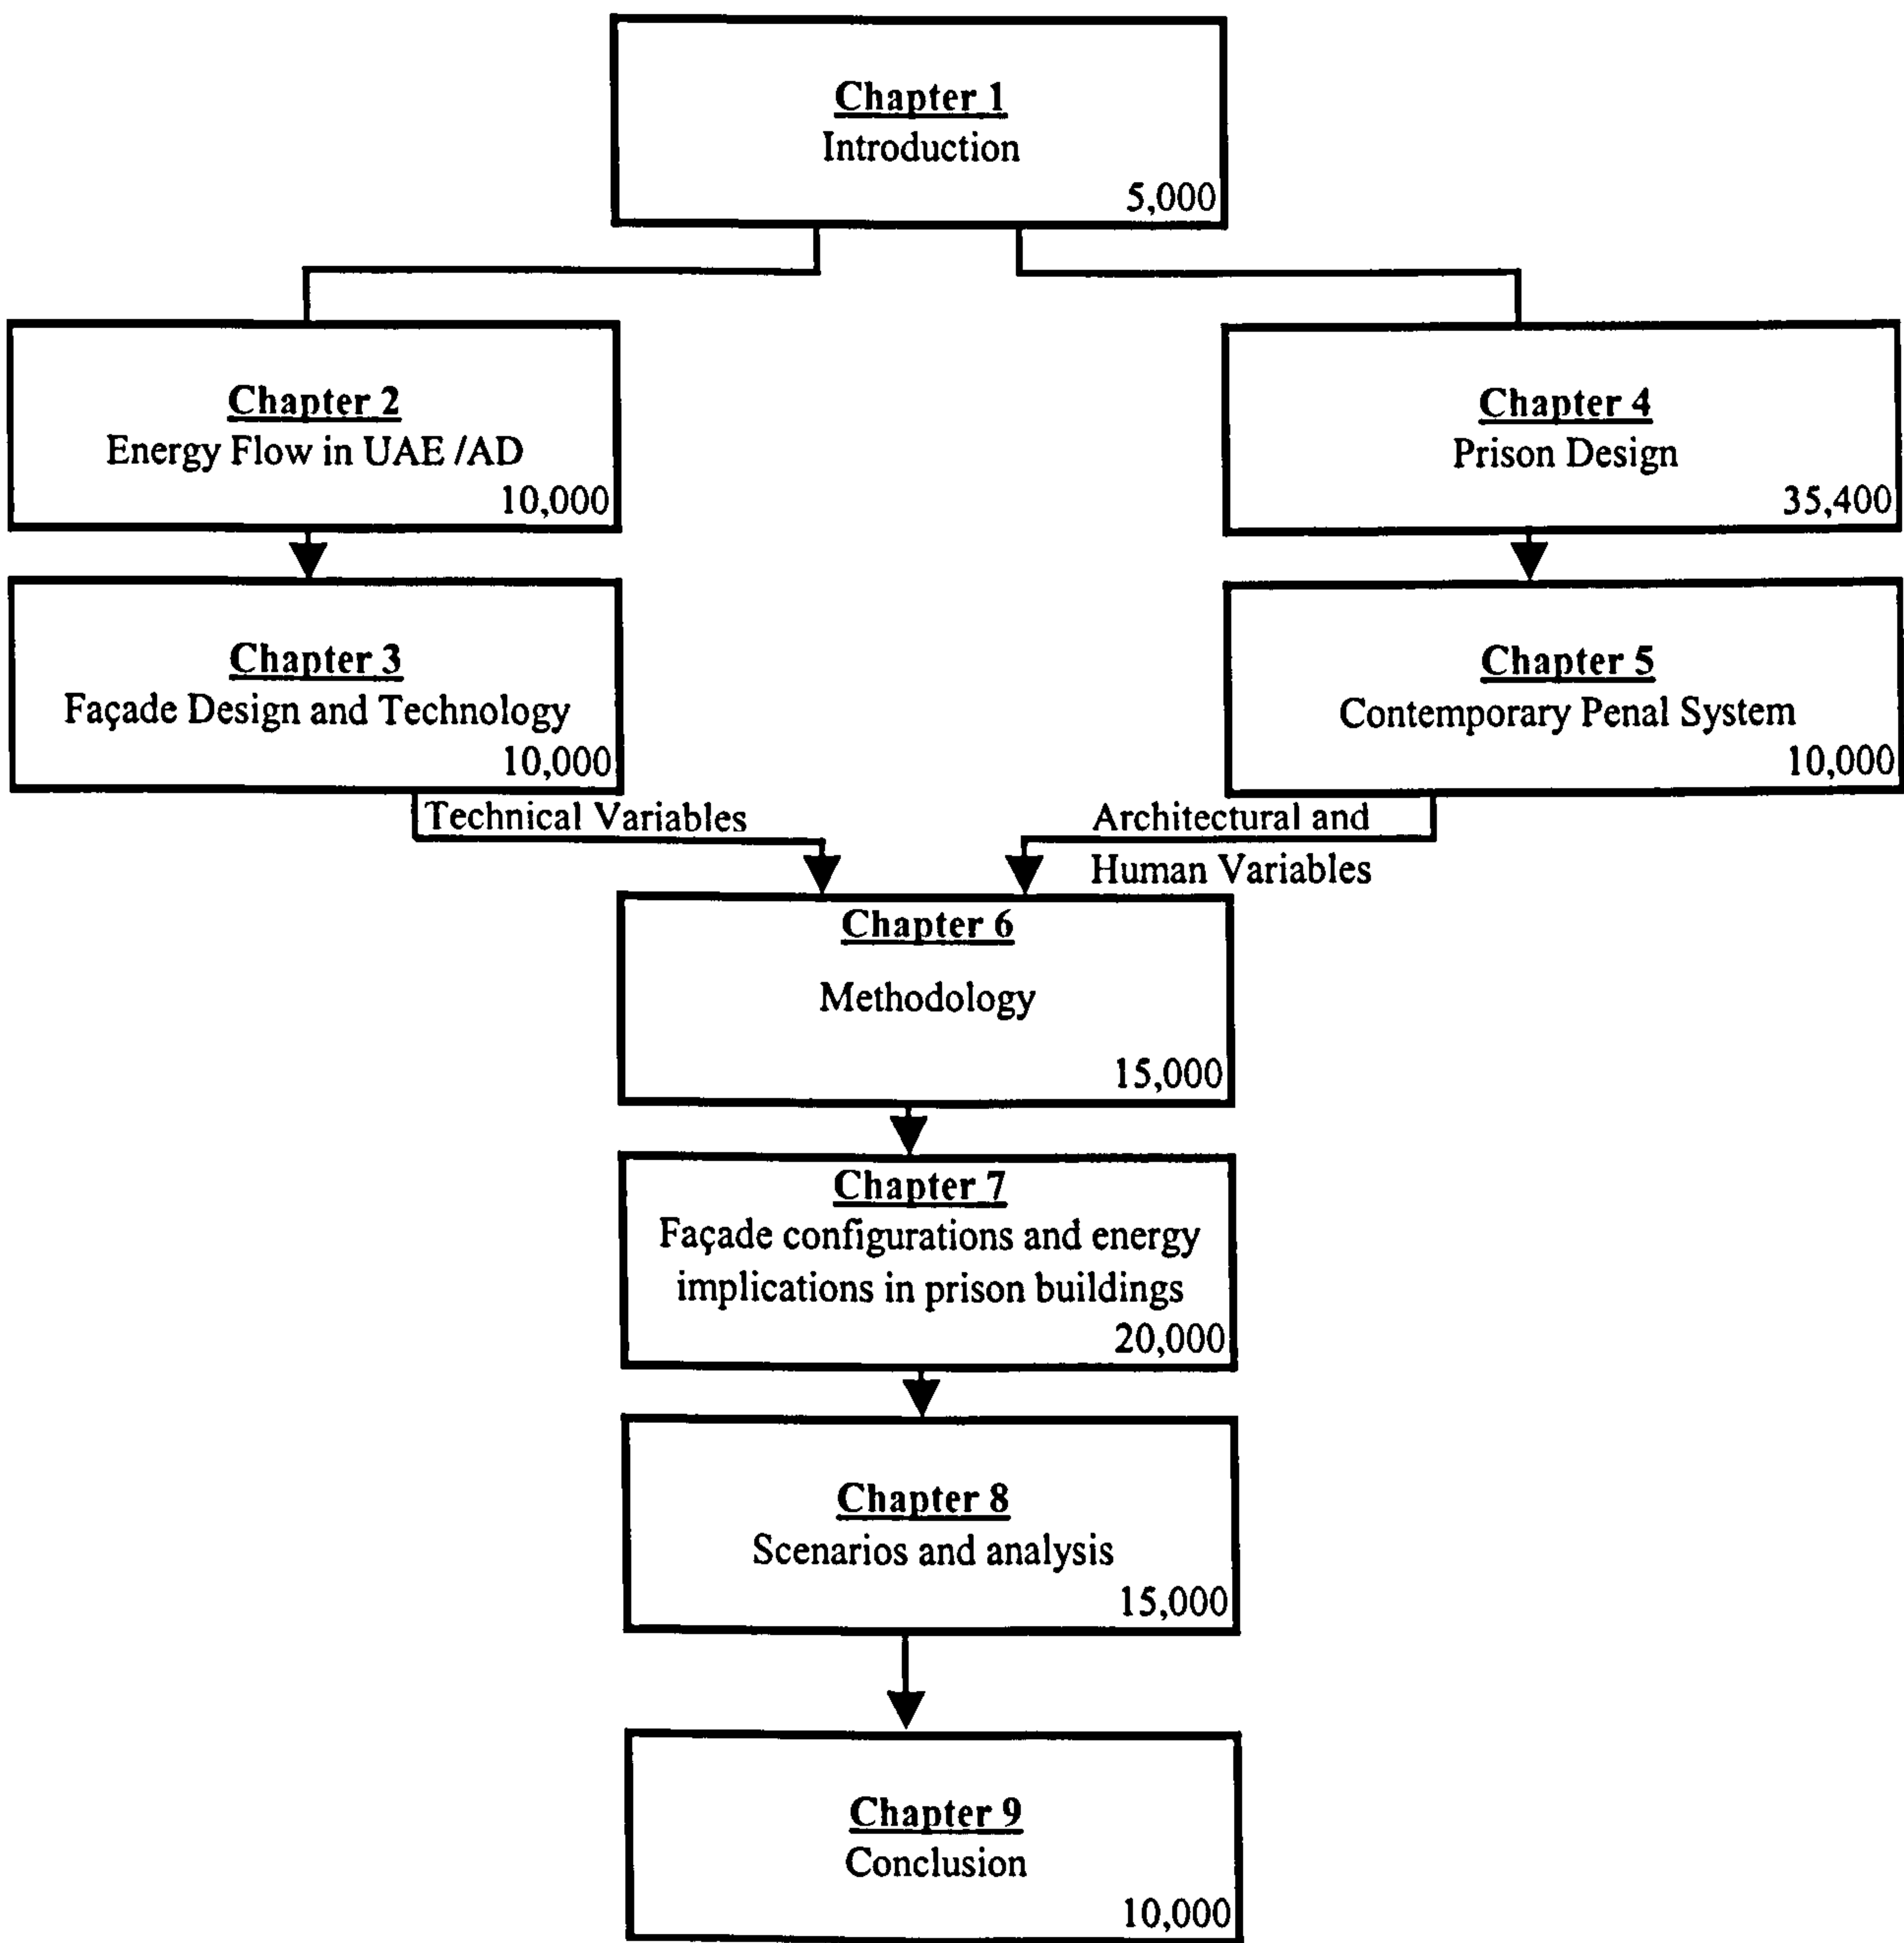 Chapter 1
Introduction
5,000
Chapter 2
Energy Flow in UAE /AD
10,000
Chapter 4
Prison Design
35,400
Chapter 3
Façade Design and Technology
10,000
Chapter 5
Contemporary Penal System
10,000
Technical Variables
Architectural and
Human Variables
Chapter 6
Methodology
15,000
Chapter 7
Façade configurations and energy
implications in prison buildings
20,000
Chapter 8
Scenarios and analysis
15,000
Chapter 9
Conclusion
10,000